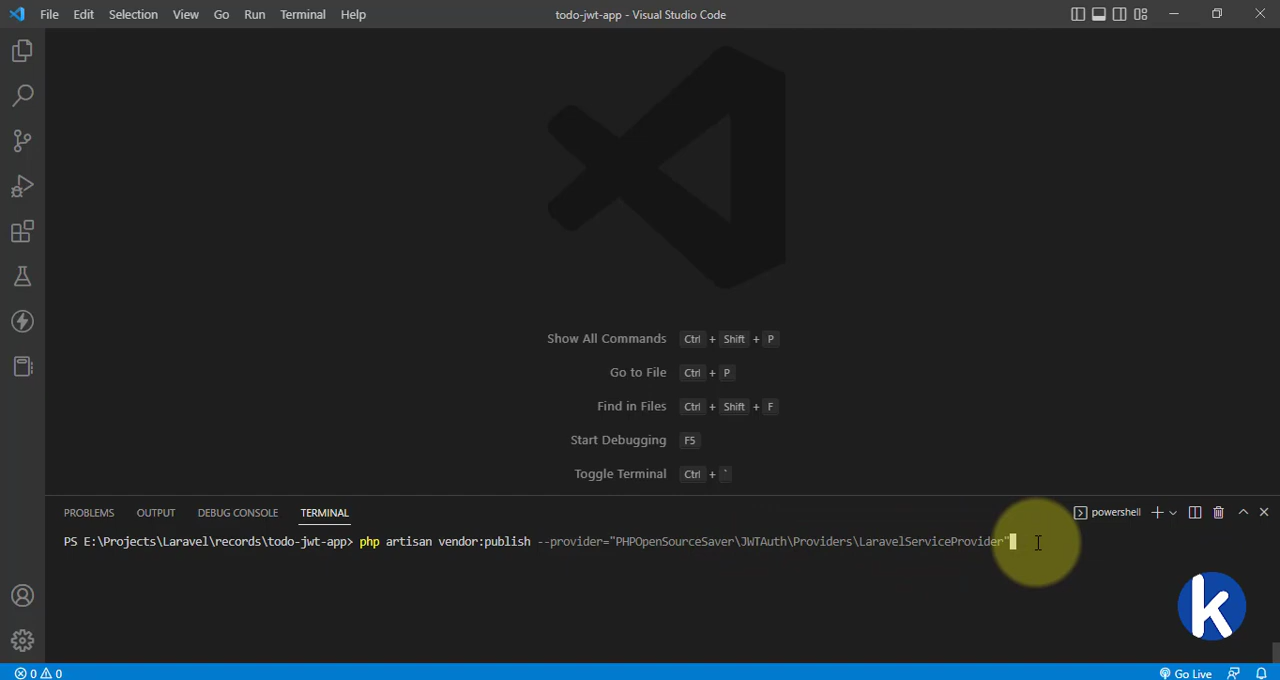 File Edit Selection View Go Run Terminal Help todo-jwt-app - Visual Studio Code
Show All Commands Ctrl + Shift + P
Go to File Ctrl + P
Find in Files Ctrl + Shift + F
Start Debugging F5
Toggle Terminal Ctrl + `
PROBLEMS OUTPUT DEBUG CONSOLE TERMINAL powershell
PS E:\Projects\Laravel\records\todo-jwt-app> php artisan vendor:publish --provider="PHPOpenSourceSaver\JWTAuth\Providers\LaravelServiceProvider"
k
0 0 Go Live